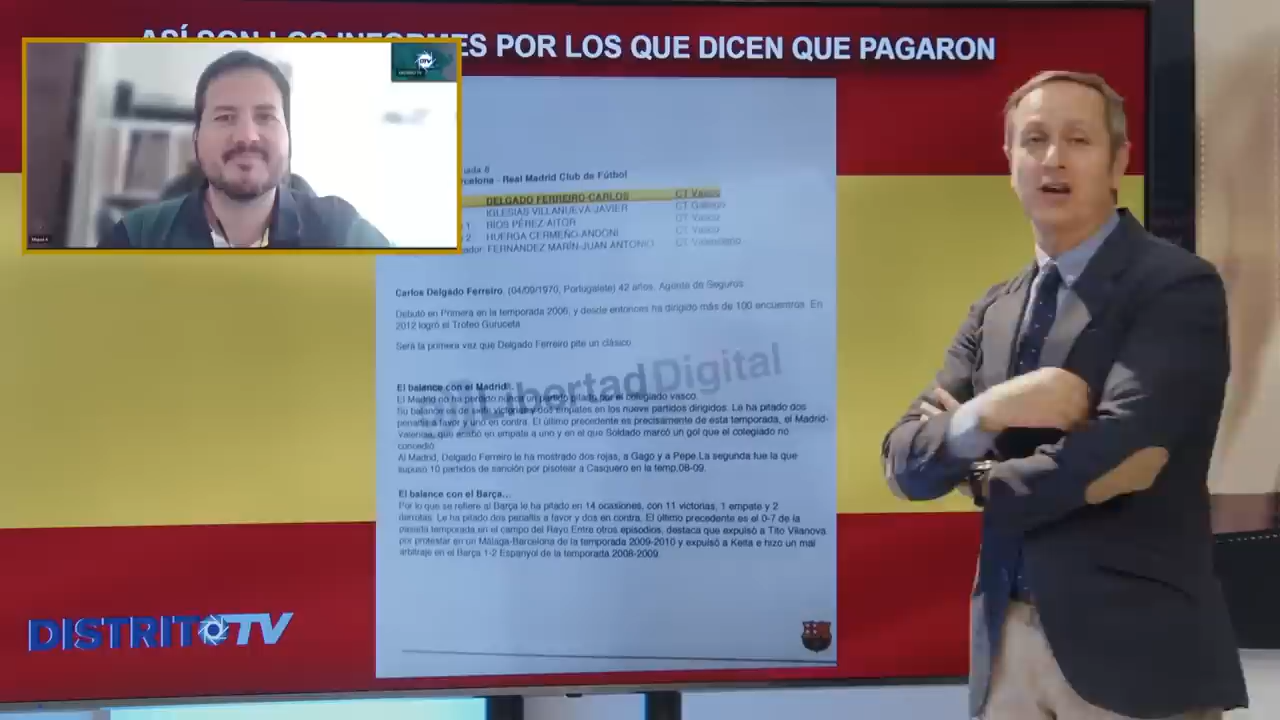 ASÍ SON LOS INFORMES POR LOS QUE DICEN QUE PAGARON
DTV
DISTRITO TV
rcelona - Real Madrid Club de Fútbol
DELGADO FERREIRO-CARLOS CT Vasco
IGLESIAS VILLANUEVA-JAVIER CT Gallego
1 RÍOS PÉREZ-AITOR CT Vasco
2 HUERGA CERMEÑO-ANDONI CT Vasco
ador: FERNÁNDEZ MARÍN-JUAN ANTONIO CT Valenciano
Carlos Delgado Ferreiro. (04/09/1970, Portugalete) 42 años. Agente de Seguros.
Debutó en Primera en la temporada 2006, y desde entonces ha dirigido más de 100 encuentros. En
2012 logró el Trofeo Guruceta
Será la primera vez que Delgado Ferreiro pite un clásico.
LibertadDigital
El balance con el Madrid...
El Madrid no ha perdido nunca un partido pitado por el colegiado vasco.
Su balance es de siete victorias y dos empates en los nueve partidos dirigidos. Le ha pitado dos
penaltis a favor y uno en contra. El último precedente es precisamente de esta temporada, el Madrid-
Valencia, que acabó en empate a uno y en el que Soldado marcó un gol que el colegiado no
concedió
Al Madrid, Delgado Ferreiro le ha mostrado dos rojas, a Gago y a Pepe.La segunda fue la que
supuso 10 partidos de sanción por pisotear a Casquero en la temp.08-09.
El balance con el Barça...
Por lo que se refiere al Barça le ha pitado en 14 ocasiones, con 11 victorias, 1 empate y 2
derrotas. Le ha pitado dos penaltis a favor y dos en contra. El último precedente es el 0-7 de la
pasada temporada en el campo del Rayo Entre otros episodios, destaca que expulsó a Tito Vilanova
por protestar en un Málaga-Barcelona de la temporada 2009-2010 y expulsó a Keita e hizo un mal
arbitraje en el Barça 1-2 Espanyol de la temporada 2008-2009.
DISTRITO TV